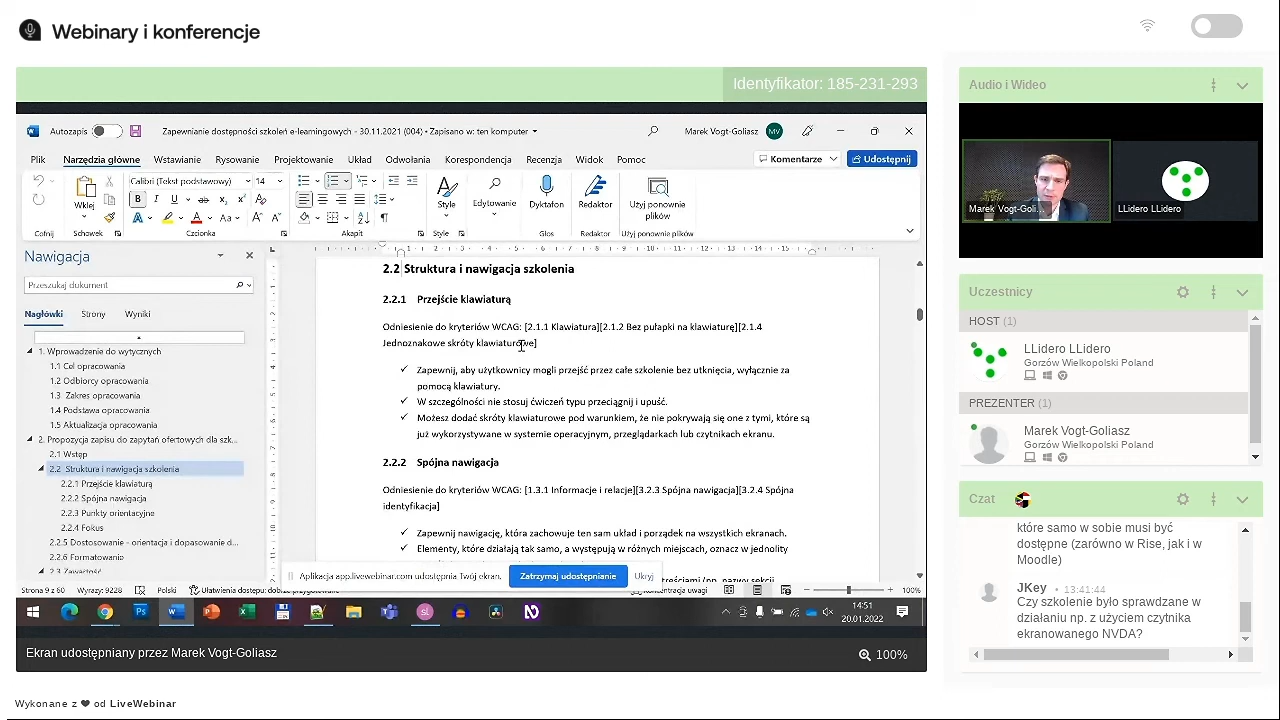 Webinary i konferencje
Identyfikator: 185-231-293
Autozapis
Zapewnianie dostępności szkoleń e-learningowych - 30.11.2021 (004) • Zapisano w: ten komputer
Marek Vogt-Goliasz MV
Plik Narzędzia główne Wstawianie Rysowanie Projektowanie Układ Odwołania Korespondencja Recenzja Widok Pomoc
Komentarze Udostępnij
Calibri (Tekst podstawowy) 14
Wklej
Style Edytowanie Dyktafon Redaktor Użyj ponownie plików
Cofnij Schowek Czcionka Akapit Style Głos Redaktor Użyj ponownie plików
Nawigacja
Przeszukaj dokument
Nagłówki Strony Wyniki
1. Wprowadzenie do wytycznych
1.1 Cel opracowania
1.2 Odbiorcy opracowania
1.3 Zakres opracowania
1.4 Podstawa opracowania
1.5 Aktualizacja opracowania
2. Propozycja zapisu do zapytań ofertowych dla szk...
2.1 Wstęp
2.2 Struktura i nawigacja szkolenia
2.2.1 Przejście klawiaturą
2.2.2 Spójna nawigacja
2.2.3 Punkty orientacyjne
2.2.4 Fokus
2.2.5 Dostosowanie - orientacja i dopasowanie d...
2.2.6 Formatowanie
2.3 Zawartość
2.2 Struktura i nawigacja szkolenia
2.2.1 Przejście klawiaturą
Odniesienie do kryteriów WCAG: [2.1.1 Klawiatura][2.1.2 Bez pułapki na klawiaturę][2.1.4
Jednoznakowe skróty klawiaturowe]
✓ Zapewnij, aby użytkownicy mogli przejść przez całe szkolenie bez utknięcia, wyłącznie za
pomocą klawiatury.
✓ W szczególności nie stosuj ćwiczeń typu przeciągnij i upuść.
✓ Możesz dodać skróty klawiaturowe pod warunkiem, że nie pokrywają się one z tymi, które są
już wykorzystywane w systemie operacyjnym, przeglądarkach lub czytnikach ekranu.
2.2.2 Spójna nawigacja
Odniesienie do kryteriów WCAG: [1.3.1 Informacje i relacje][3.2.3 Spójna nawigacja][3.2.4 Spójna
identyfikacja]
✓ Zapewnij nawigację, która zachowuje ten sam układ i porządek na wszystkich ekranach.
✓ Elementy, które działają tak samo, a występują w różnych miejscach, oznacz w jednolity
Aplikacja app.livewebinar.com udostępnia Twój ekran.
Zatrzymaj udostępnianie
Ukryj
Strona 9 z 60 Wyrazy: 9228 Polski
100%
14:51
20.01.2022
Ekran udostępniany przez Marek Vogt-Goliasz
100%
Audio i Wideo
Marek Vogt-Goli...
LLidero LLidero
Uczestnicy
HOST (1)
LLidero LLidero
Gorzów Wielkopolski Poland
PREZENTER (1)
Marek Vogt-Goliasz
Gorzów Wielkopolski Poland
Czat
które samo w sobie musi być
dostępne (zarówno w Rise, jak i w
Moodle)
JKey • 13:41:44
Czy szkolenie było sprawdzane w
działaniu np. z użyciem czytnika
ekranowanego NVDA?
Wykonane z ❤ od LiveWebinar